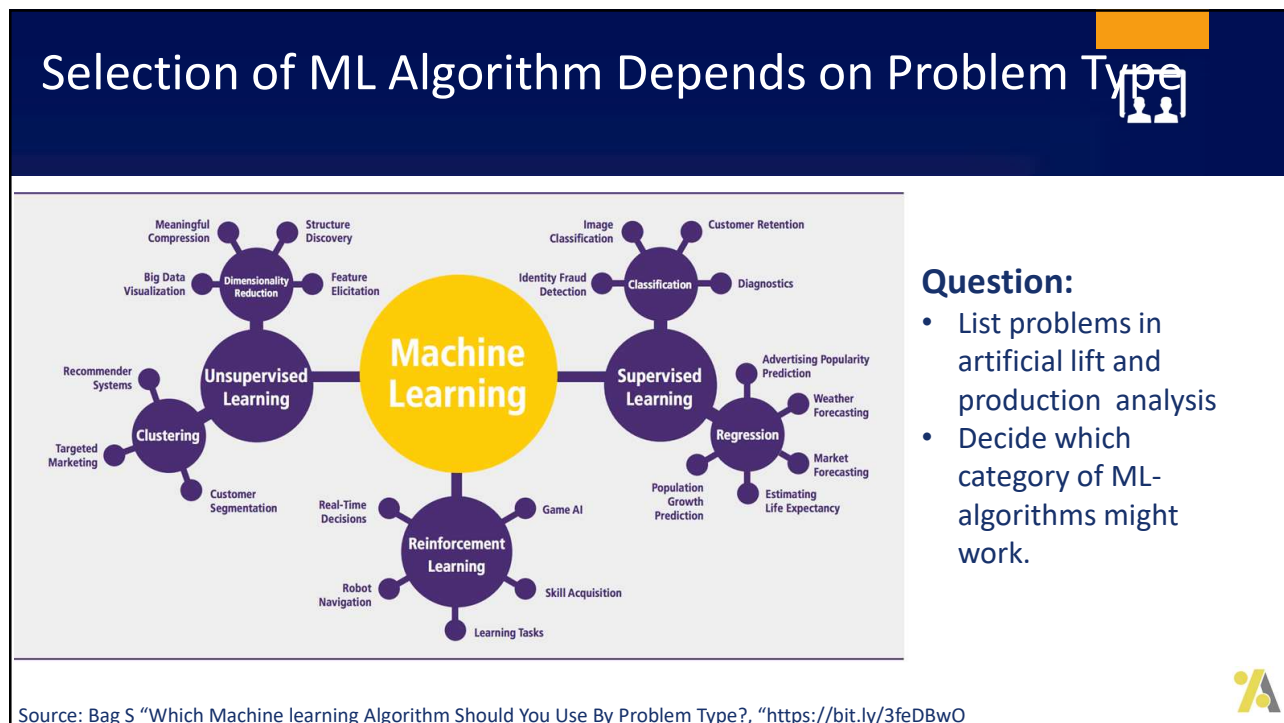 Selection of ML Algorithm Depends on Problem Type
Meaningful
Compression
Structure
Discovery
Big Data
Visualization
Dimensionality
Reduction
Feature
Elicitation
Recommender
Systems
Unsupervised
Learning
Clustering
Targeted
Marketing
Customer
Segmentation
Machine
Learning
Image
Classification
Customer Retention
Identity Fraud
Detection
Classification
Diagnostics
Supervised
Learning
Advertising Popularity
Prediction
Weather
Forecasting
Regression
Market
Forecasting
Population
Growth
Prediction
Estimating
Life Expectancy
Real-Time
Decisions
Game AI
Reinforcement
Learning
Robot
Navigation
Skill Acquisition
Learning Tasks
Question:
• List problems in
artificial lift and
production analysis
• Decide which
category of ML-
algorithms might
work.
Source: Bag S “Which Machine learning Algorithm Should You Use By Problem Type?, “https://bit.ly/3feDBwO